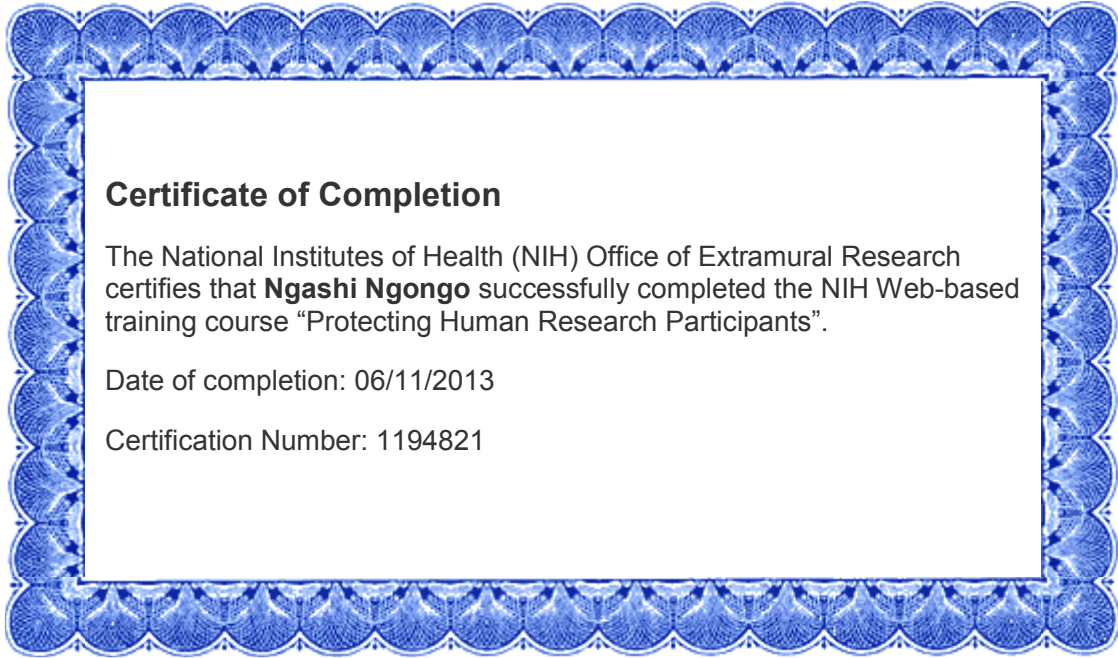 Certificate of Completion
The National Institutes of Health (NIH) Office of Extramural Research
certifies that Ngashi Ngongo successfully completed the NIH Web-based
training course “Protecting Human Research Participants”.
Date of completion: 06/11/2013
Certification Number: 1194821